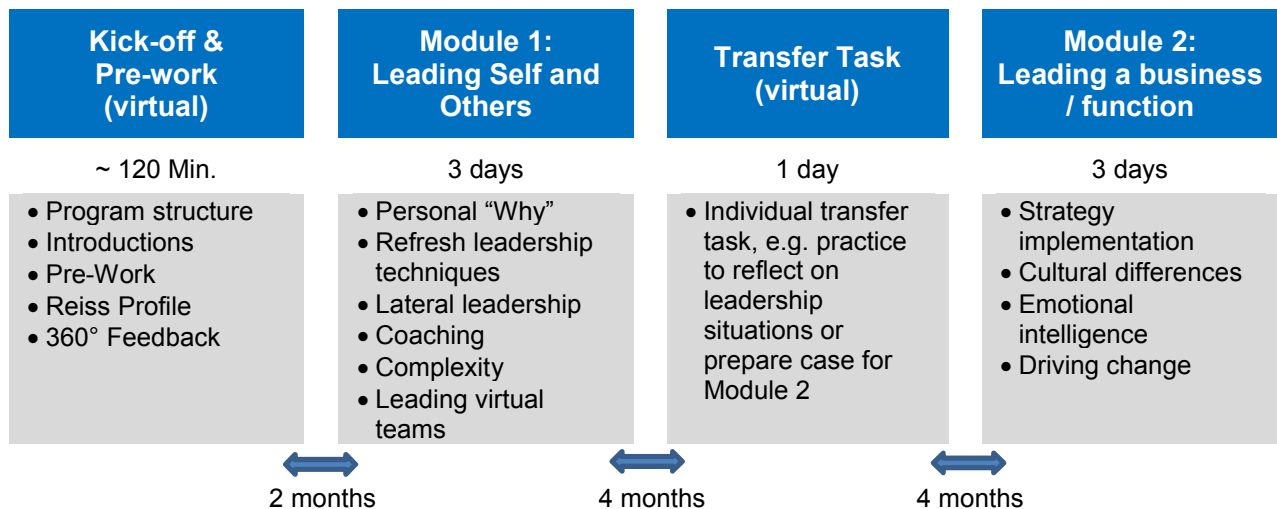 Kick-off &
Pre-work
(virtual)
~ 120 Min.
• Program structure
• Introductions
• Pre-Work
• Reiss Profile
• 360° Feedback
Module 1:
Leading Self and
Others
3 days
• Personal “Why”
• Refresh leadership
techniques
• Lateral leadership
• Coaching
• Complexity
• Leading virtual
teams
Transfer Task
(virtual)
1 day
• Individual transfer
task, e.g. practice
to reflect on
leadership
situations or
prepare case for
Module 2
Module 2:
Leading a business
/ function
3 days
• Strategy
implementation
• Cultural differences
• Emotional
intelligence
• Driving change
2 months
4 months
4 months